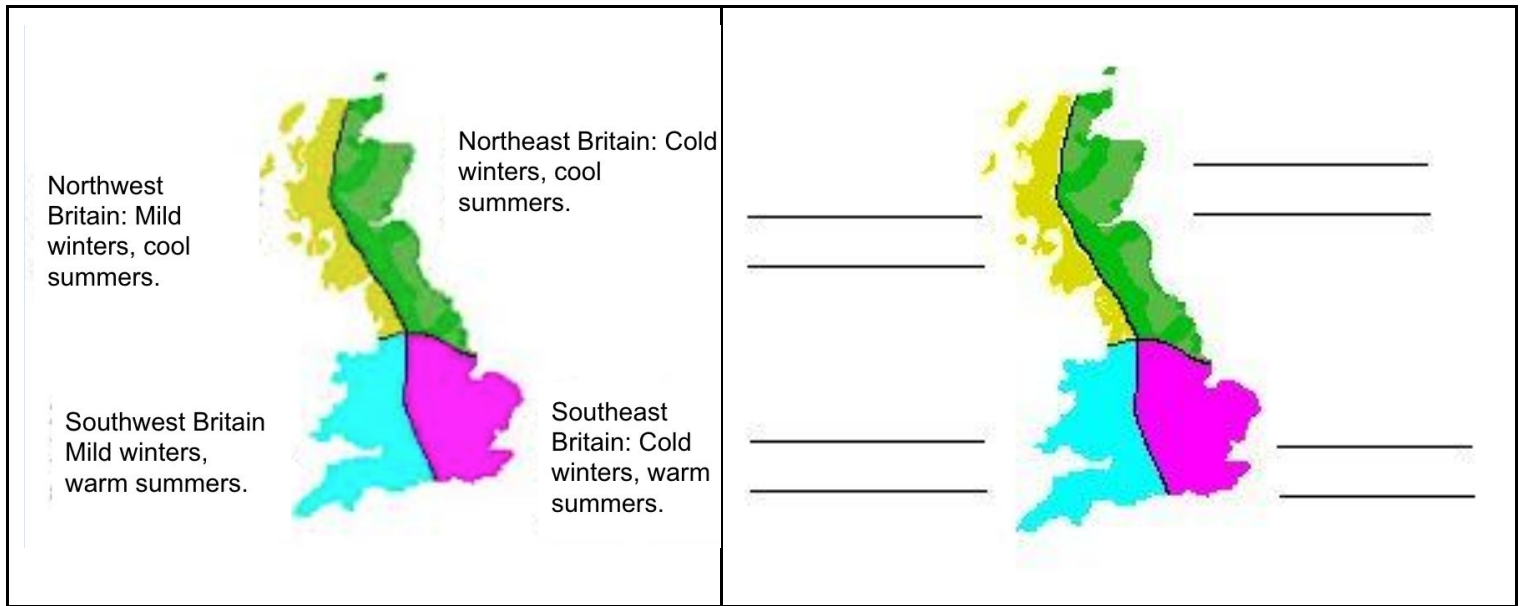 Northwest
Britain: Mild
winters, cool
summers.
Northeast Britain: Cold
winters, cool
summers.
Southwest Britain
Mild winters,
warm summers.
Southeast
Britain: Cold
winters, warm
summers.